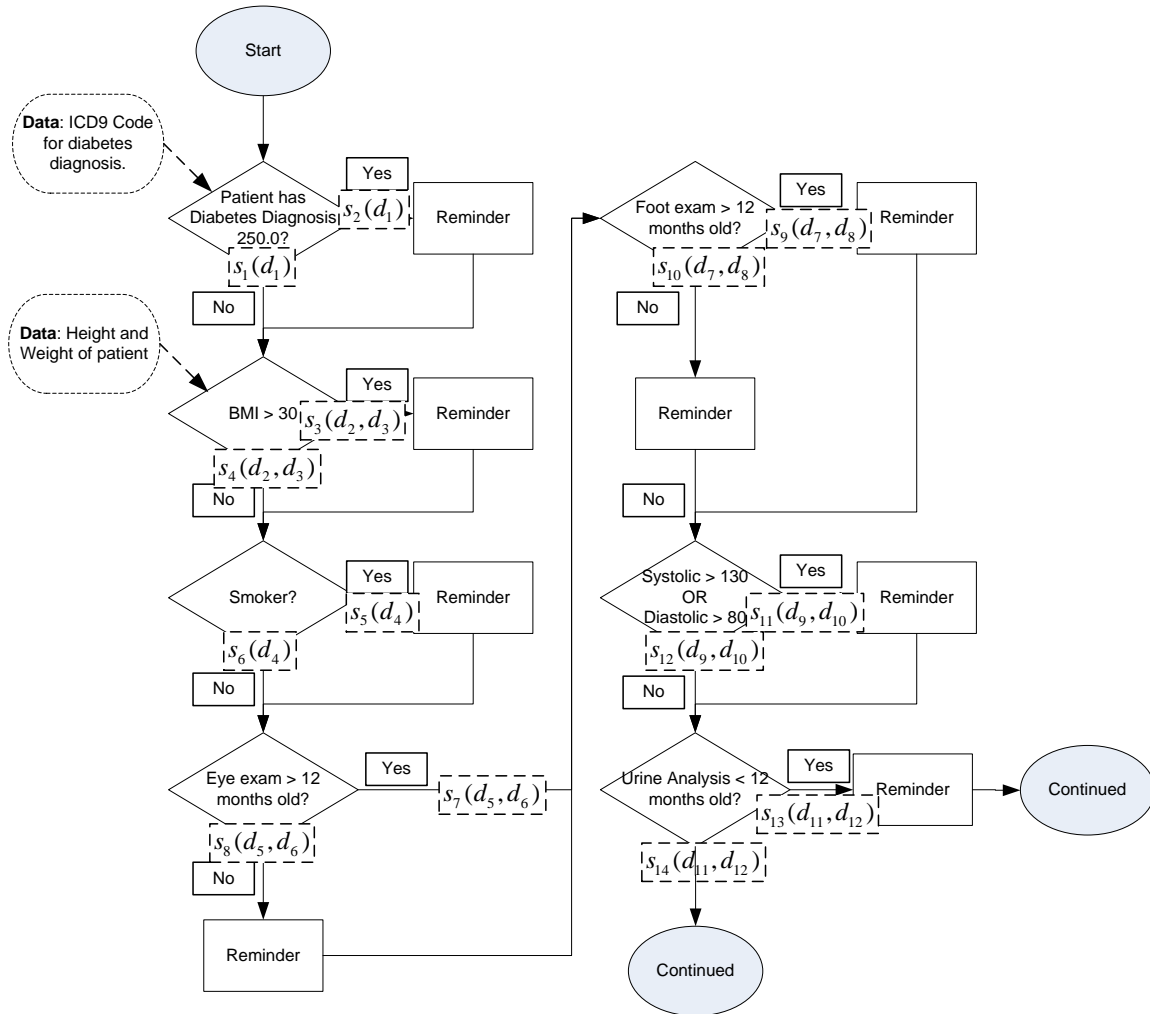 Start
Data: ICD9 Code
for diabetes
diagnosis.
Patient has
Diabetes Diagnosis
250.0?
Yes
s₂(d₁)
Reminder
s₁(d₁)
No
Data: Height and
Weight of patient
BMI > 30
Yes
s₃(d₂,d₃)
Reminder
s₄(d₂,d₃)
No
Smoker?
Yes
s₅(d₄)
Reminder
s₆(d₄)
No
Eye exam > 12
months old?
Yes
s₇(d₅,d₆)
s₈(d₅,d₆)
No
Reminder
Foot exam > 12
months old?
Yes
s₉(d₇,d₈)
Reminder
s₁₀(d₇,d₈)
No
Reminder
No
Systolic > 130
OR
Diastolic > 80
Yes
s₁₁(d₉,d₁₀)
Reminder
s₁₂(d₉,d₁₀)
No
Urine Analysis < 12
months old?
Yes
s₁₃(d₁₁,d₁₂)
Reminder
Continued
s₁₄(d₁₁,d₁₂)
Continued